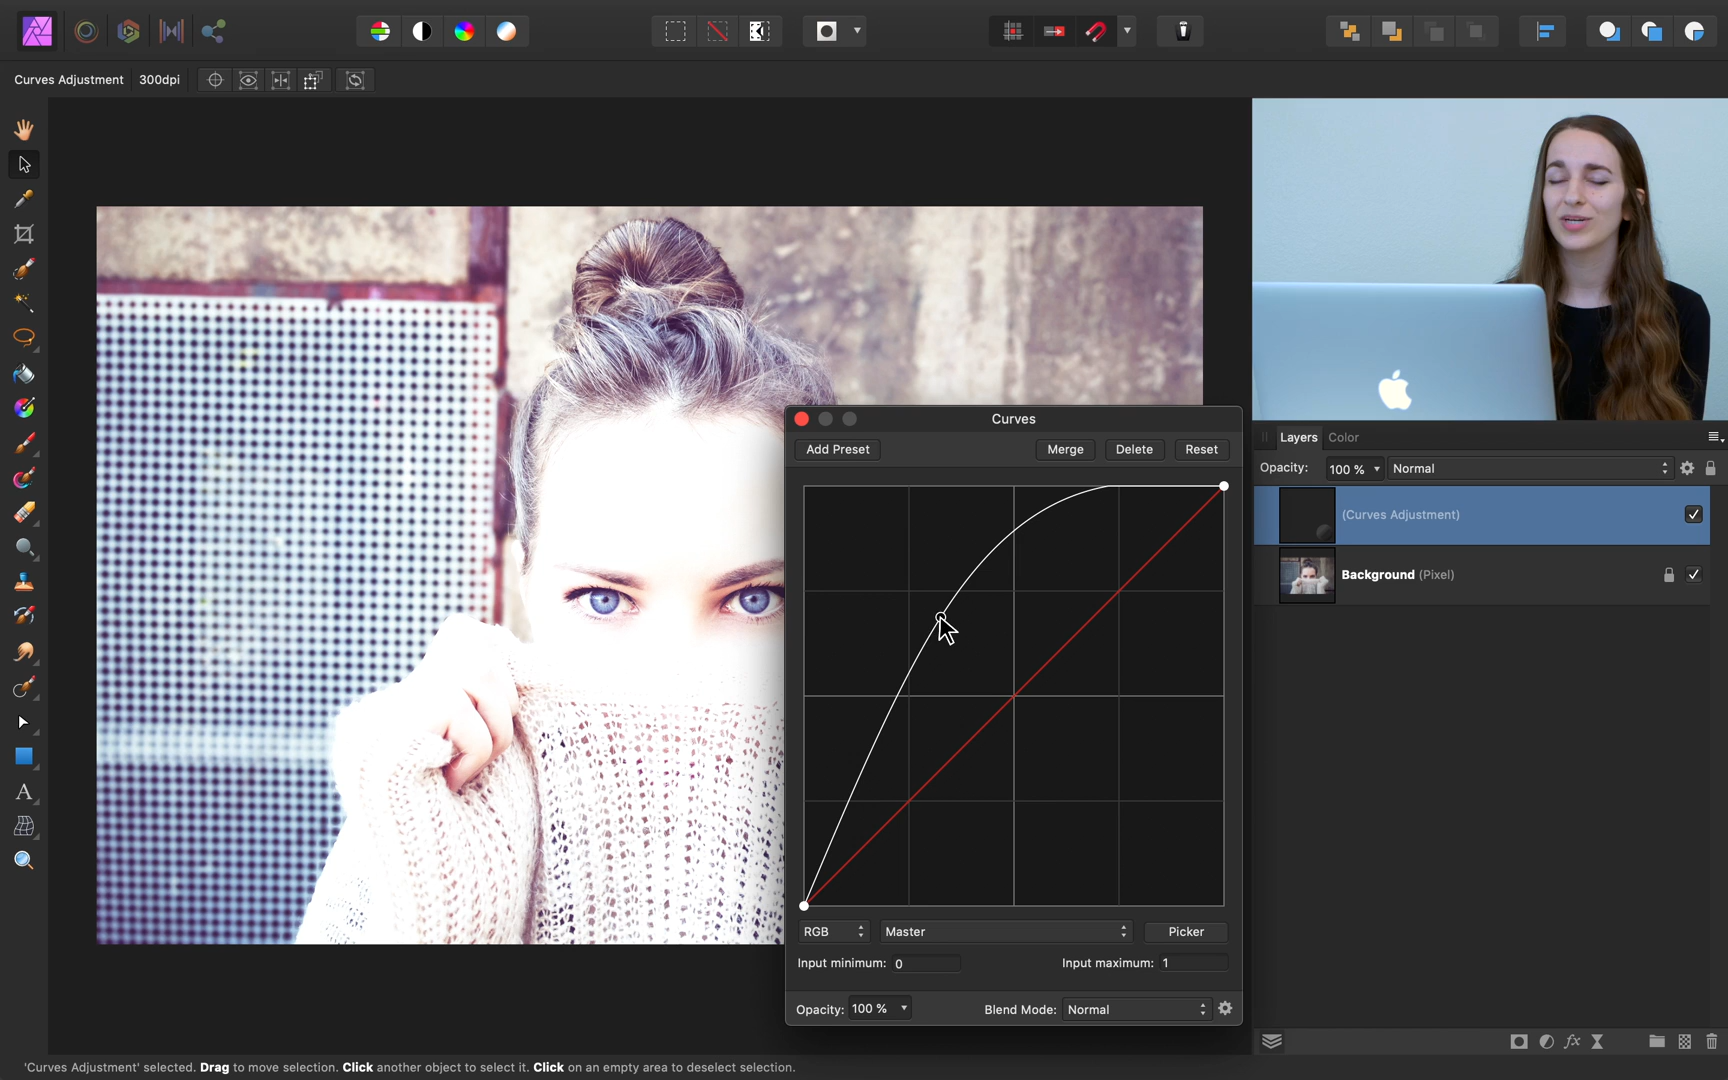 Curves Adjustment 300dpi
Curves
Add Preset Merge Delete Reset
RGB Master Picker
Input minimum: 0 Input maximum: 1
Opacity: 100 % Blend Mode: Normal
Layers Color
Opacity: 100 % Normal
(Curves Adjustment)
Background (Pixel)
fx
A
'Curves Adjustment' selected. Drag to move selection. Click another object to select it. Click on an empty area to deselect selection.